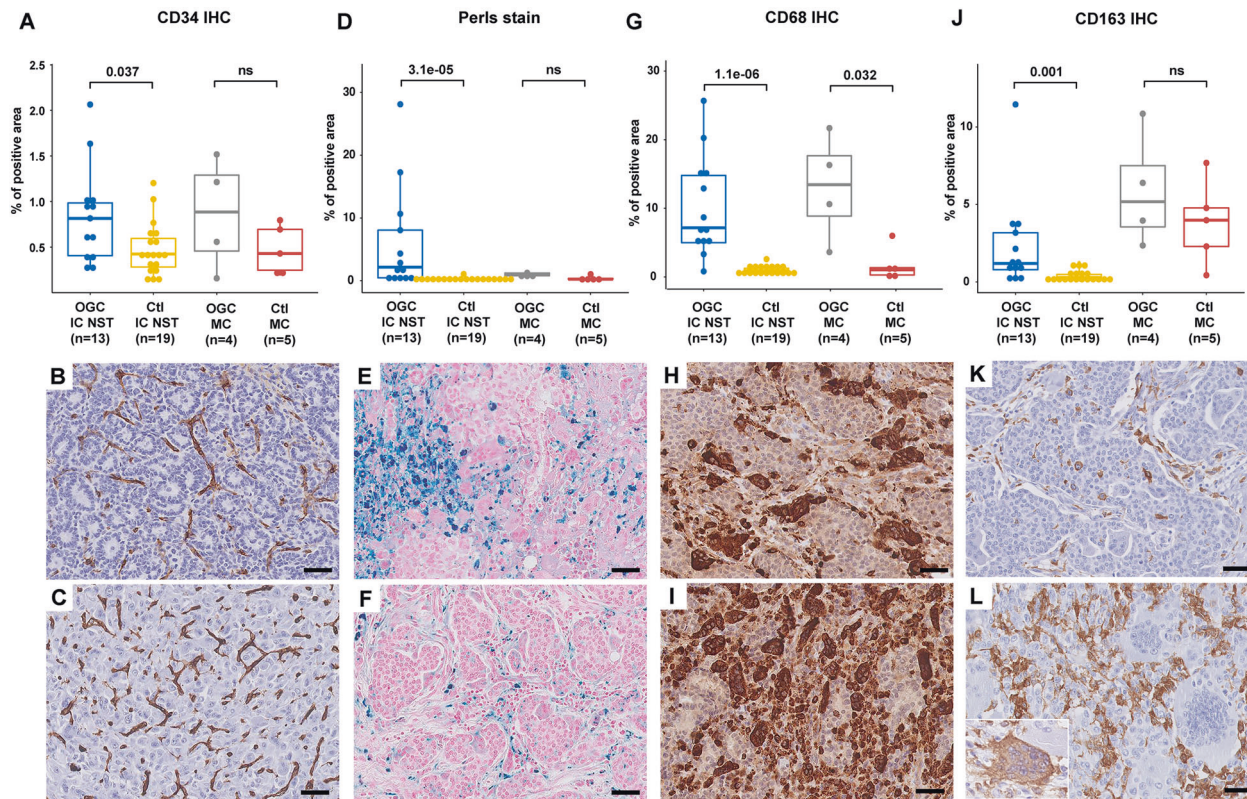 A CD34 IHC
0.037 ns
% of positive area
2.5
2.0
1.5
1.0
0.5
OGC Ctl OGC Ctl
IC NST IC NST MC MC
(n=13) (n=19) (n=4) (n=5)
D Perls stain
3.1e-05 ns
% of positive area
30
20
10
0
OGC Ctl OGC Ctl
IC NST IC NST MC MC
(n=13) (n=19) (n=4) (n=5)
G CD68 IHC
1.1e-06 0.032
% of positive area
30
20
10
0
OGC Ctl OGC Ctl
IC NST IC NST MC MC
(n=13) (n=19) (n=4) (n=5)
J CD163 IHC
0.001 ns
% of positive area
10
5
0
OGC Ctl OGC Ctl
IC NST IC NST MC MC
(n=13) (n=19) (n=4) (n=5)
B E H K
C F I L